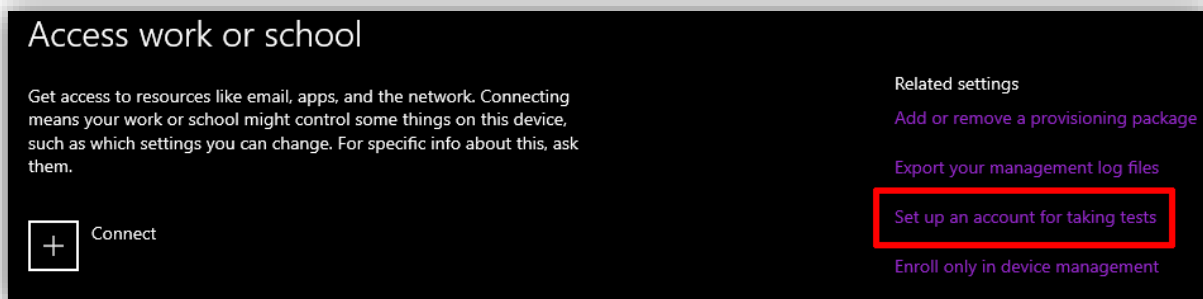 Access work or school
Get access to resources like email, apps, and the network. Connecting
means your work or school might control some things on this device,
such as which settings you can change. For specific info about this, ask
them.
Connect
Related settings
Add or remove a provisioning package
Export your management log files
Set up an account for taking tests
Enroll only in device management